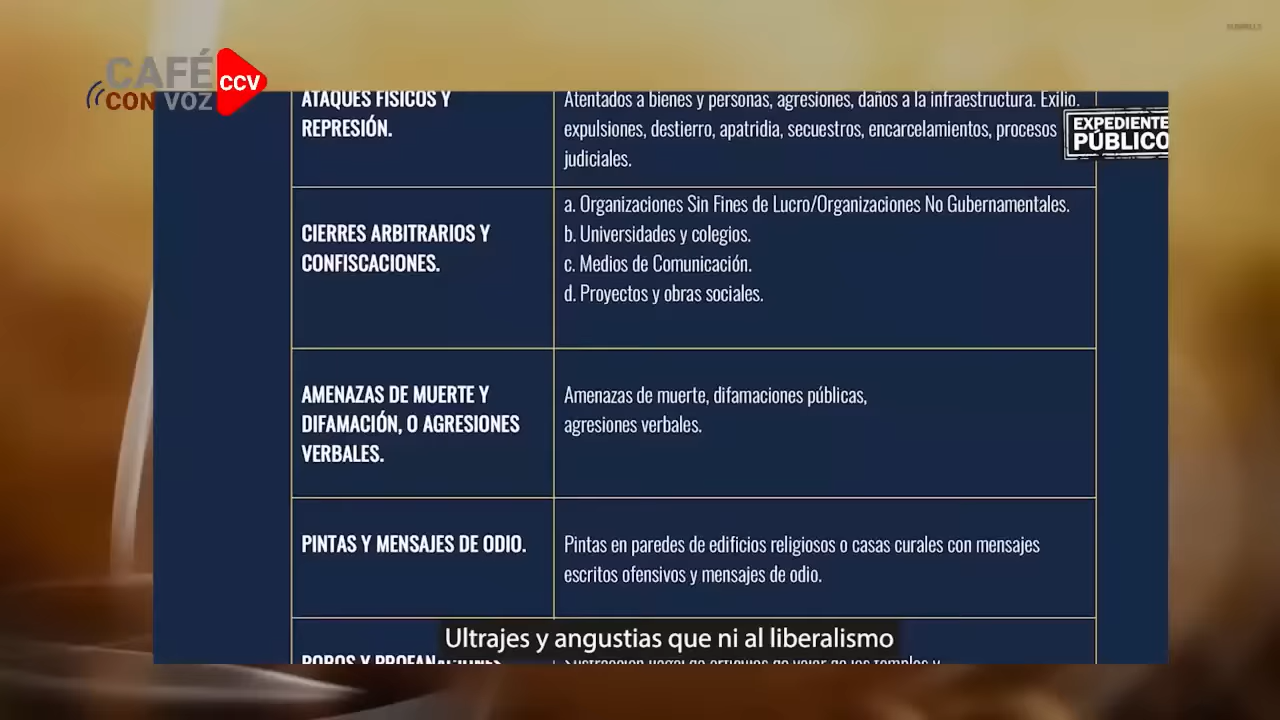 CAFÉ
CON VOZ
CCV
EXPEDIENTE
PÚBLICO
ATAQUES FISICOS Y
REPRESIÓN.
Atentados a bienes y personas, agresiones, daños a la infraestructura. Exilio.
expulsiones, destierro, apatridia, secuestros, encarcelamientos, procesos
judiciales.
CIERRES ARBITRARIOS Y
CONFISCACIONES.
a. Organizaciones Sin Fines de Lucro/Organizaciones No Gubernamentales.
b. Universidades y colegios.
c. Medios de Comunicación.
d. Proyectos y obras sociales.
AMENAZAS DE MUERTE Y
DIFAMACIÓN, O AGRESIONES
VERBALES.
Amenazas de muerte, difamaciones públicas,
agresiones verbales.
PINTAS Y MENSAJES DE ODIO.
Pintas en paredes de edificios religiosos o casas curales con mensajes
escritos ofensivos y mensajes de odio.
Ultrajes y angustias que ni al liberalismo